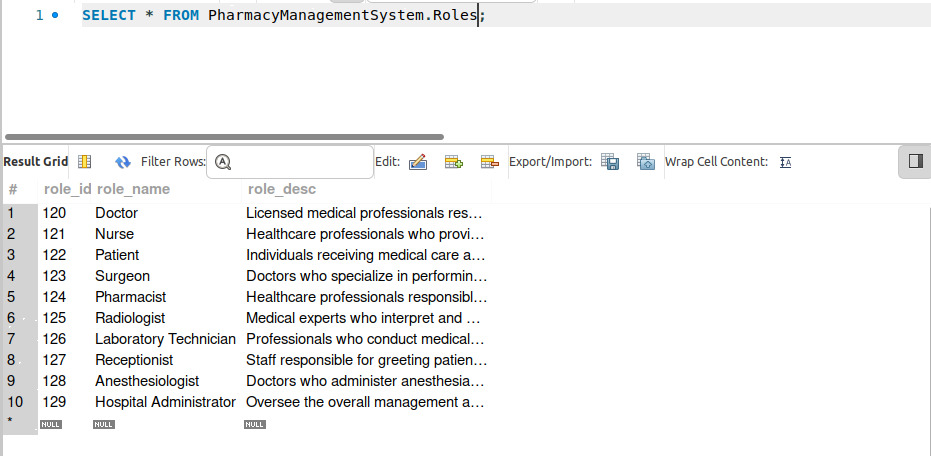 1 SELECT * FROM PharmacyManagementSystem.Roles;
Result Grid Filter Rows: Edit: Export/Import: Wrap Cell Content:
# role_id role_name role_desc
1 120 Doctor Licensed medical professionals res...
2 121 Nurse Healthcare professionals who provi...
3 122 Patient Individuals receiving medical care a...
4 123 Surgeon Doctors who specialize in performin...
5 124 Pharmacist Healthcare professionals responsibl...
6 125 Radiologist Medical experts who interpret and ...
7 126 Laboratory Technician Professionals who conduct medical...
8 127 Receptionist Staff responsible for greeting patien...
9 128 Anesthesiologist Doctors who administer anesthesia...
10 129 Hospital Administrator Oversee the overall management a...
* NULL NULL NULL